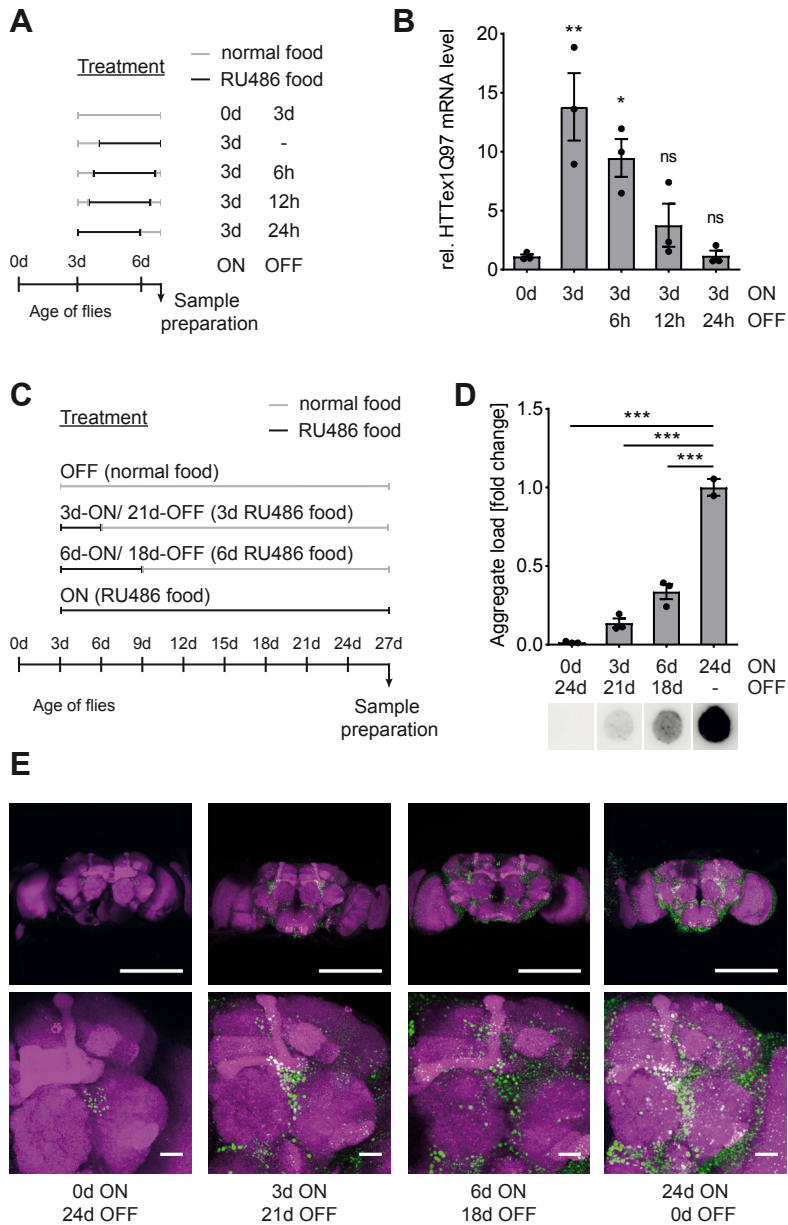 A
normal food
Treatment
RU486 food
0d 3d
3d -
3d 6h
3d 12h
3d 24h
0d 3d 6d ON OFF
Age of flies
Sample
preparation
B
rel. HTTex1Q97 mRNA level
20
15
10
5
0
**
*
ns
ns
0d 3d 3d 3d 3d ON
6h 12h 24h OFF
C
Treatment
normal food
RU486 food
OFF (normal food)
3d-ON/ 21d-OFF (3d RU486 food)
6d-ON/ 18d-OFF (6d RU486 food)
ON (RU486 food)
0d 3d 6d 9d 12d 15d 18d 21d 24d 27d
Age of flies
Sample
preparation
D
Aggregate load [fold change]
1.5
1.0
0.5
0.0
***
***
***
0d 3d 6d 24d ON
24d 21d 18d - OFF
E
0d ON 3d ON 6d ON 24d ON
24d OFF 21d OFF 18d OFF 0d OFF